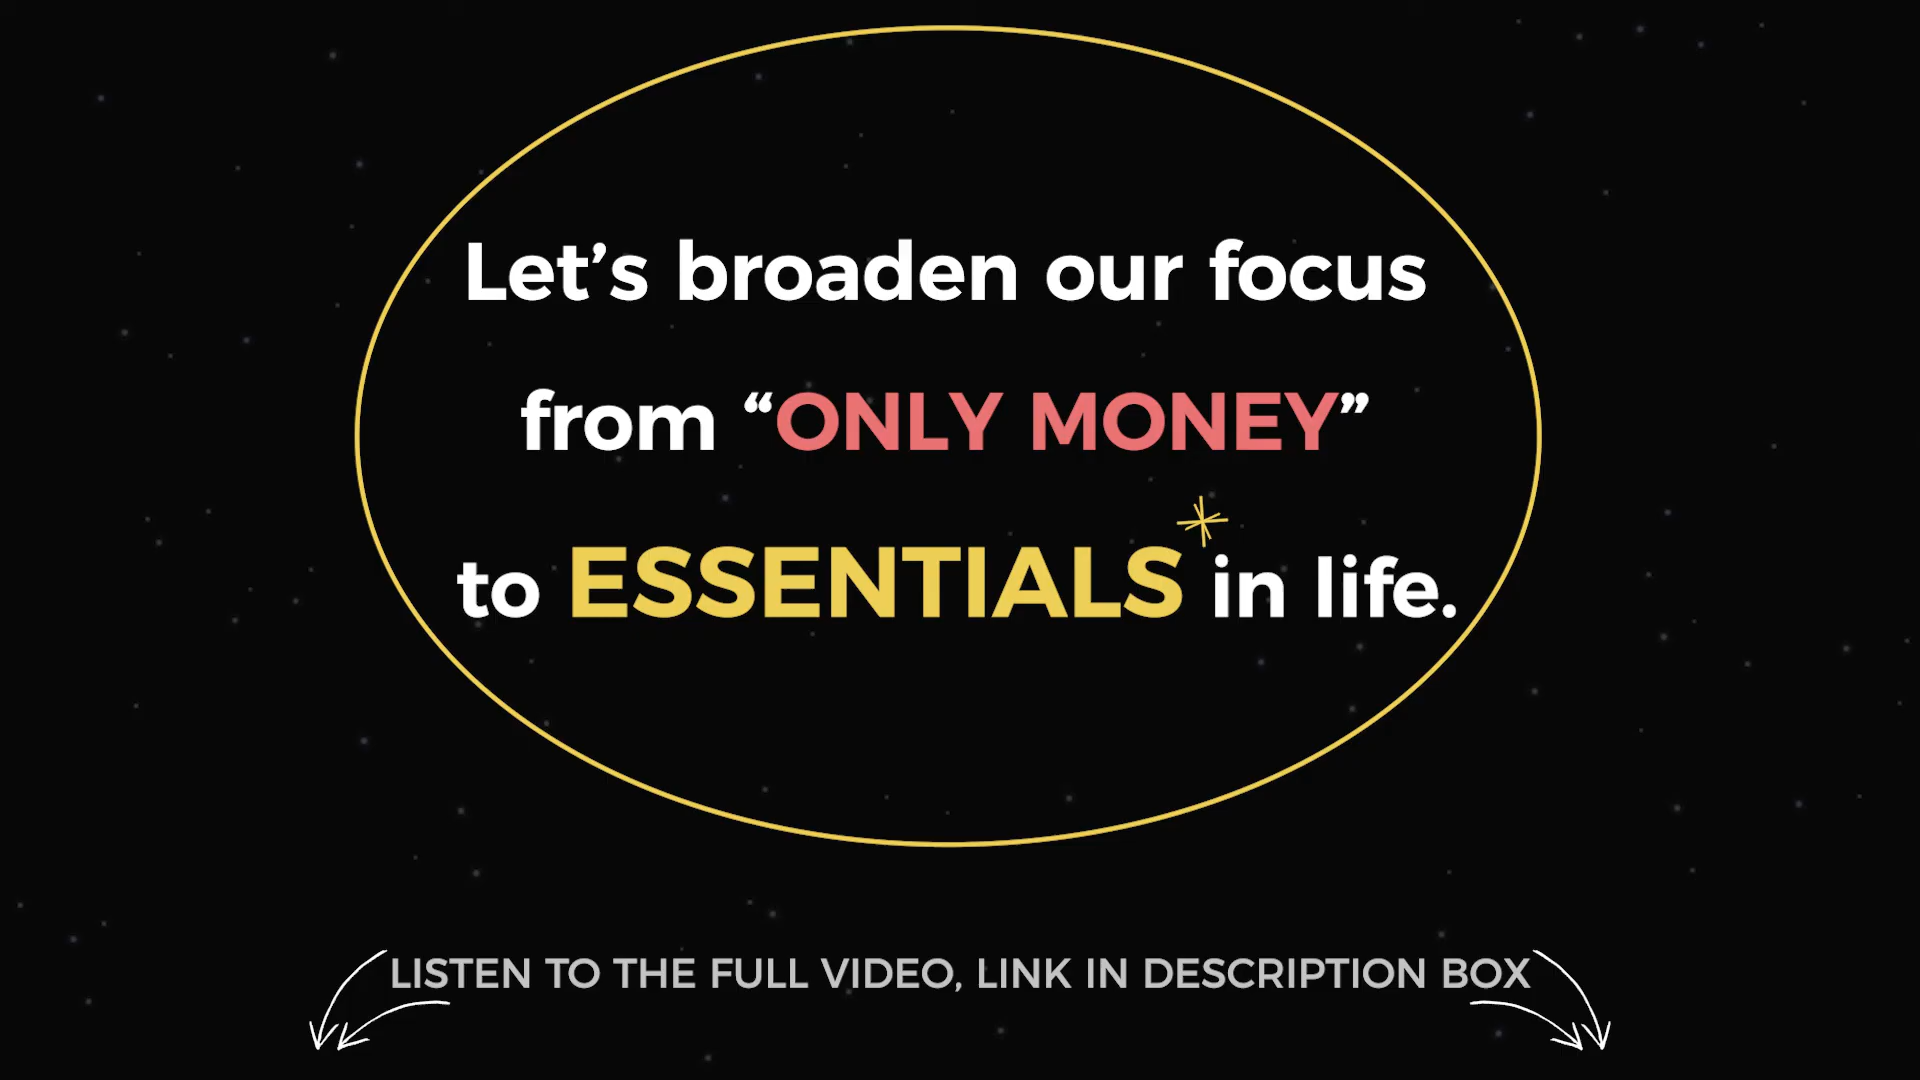 Let’s broaden our focus
from “ONLY MONEY”
to ESSENTIALS in life.
LISTEN TO THE FULL VIDEO, LINK IN DESCRIPTION BOX